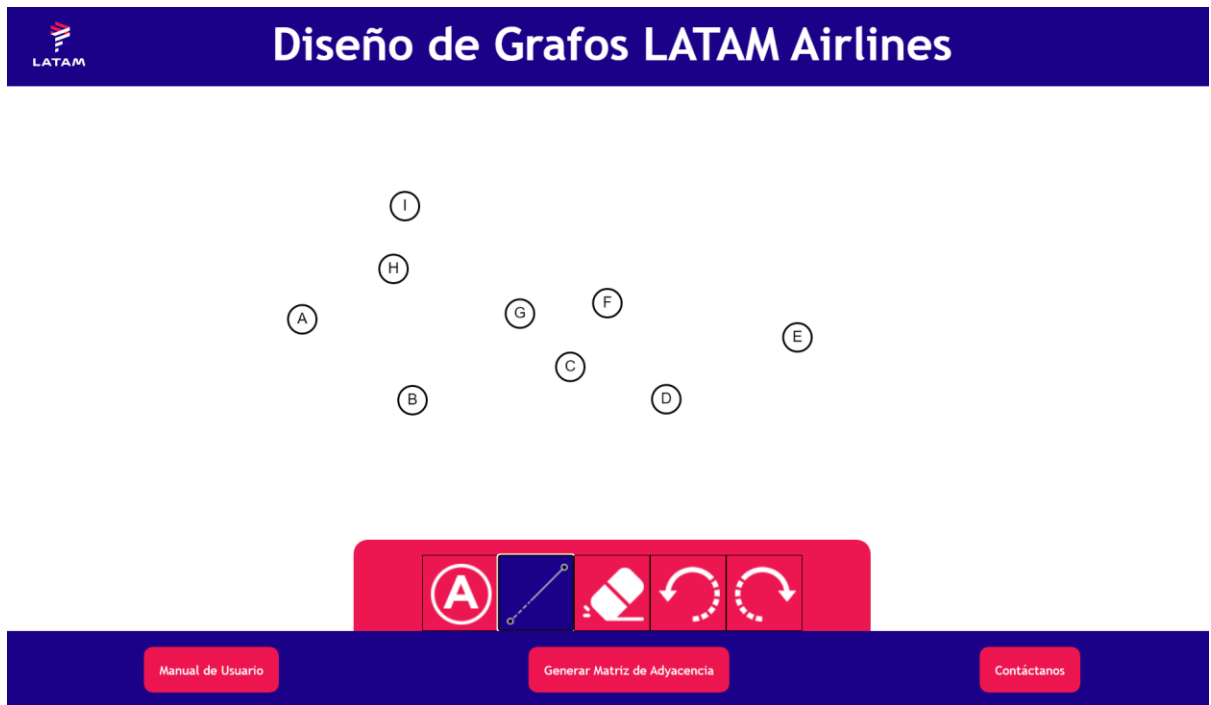 LATAM
Diseño de Grafos LATAM Airlines
I
H
A
G
F
E
C
B
D
A
Manual de Usuario
Generar Matriz de Adyacencia
Contáctanos